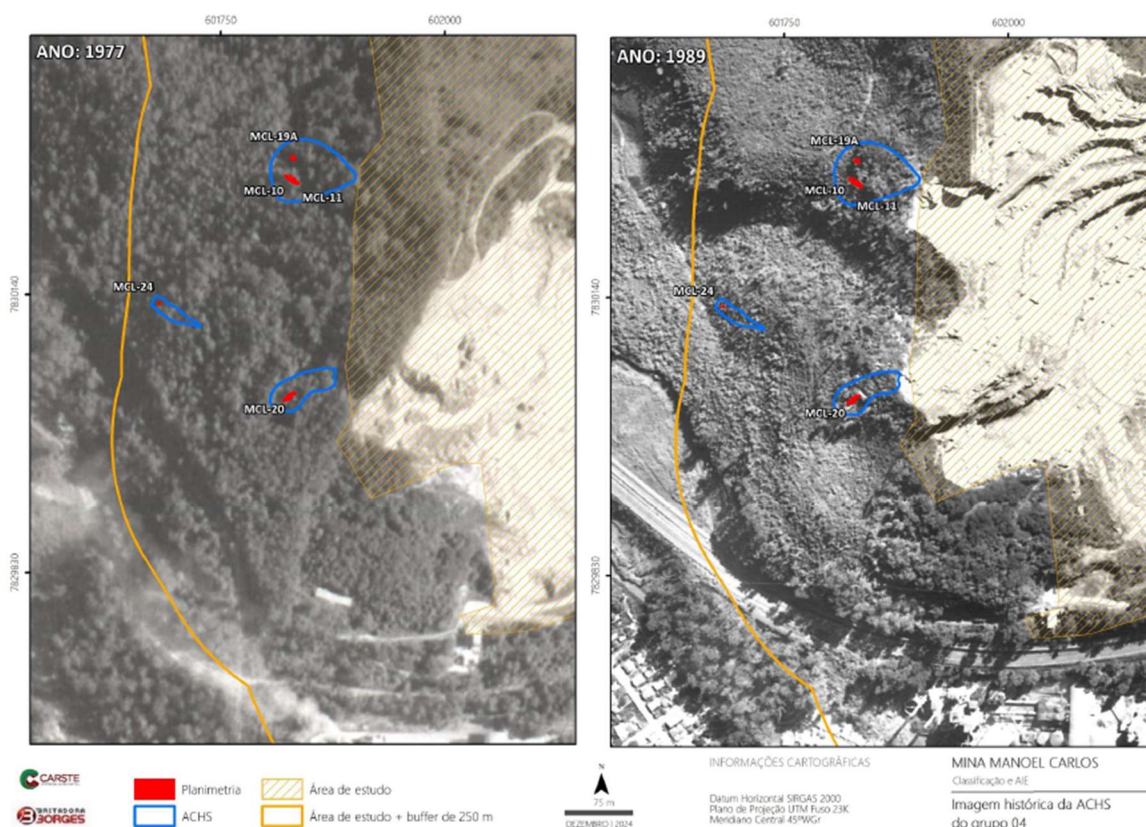 601750
602000
601750
602000
ANO: 1977
MCL-19A
MCL-10
MCL-11
MCL-24
MCL-20
7830140
7829830
ANO: 1989
MCL-19A
MCL-10
MCL-11
MCL-24
MCL-20
7830140
7829830
CARSTE
BRITADORA
BORGES
Planimetria
ACHS
Área de estudo
Área de estudo + buffer de 250 m
N
75 m
DEZEMBRO | 2024
INFORMAÇÕES CARTOGRÁFICAS
Datum Horizontal SIRGAS 2000
Plano de Projeção UTM Fuso 23K
Meridiano Central 45ºWGr
MINA MANOEL CARLOS
Classificação e AIE
Imagem histórica da ACHS
do grupo 04